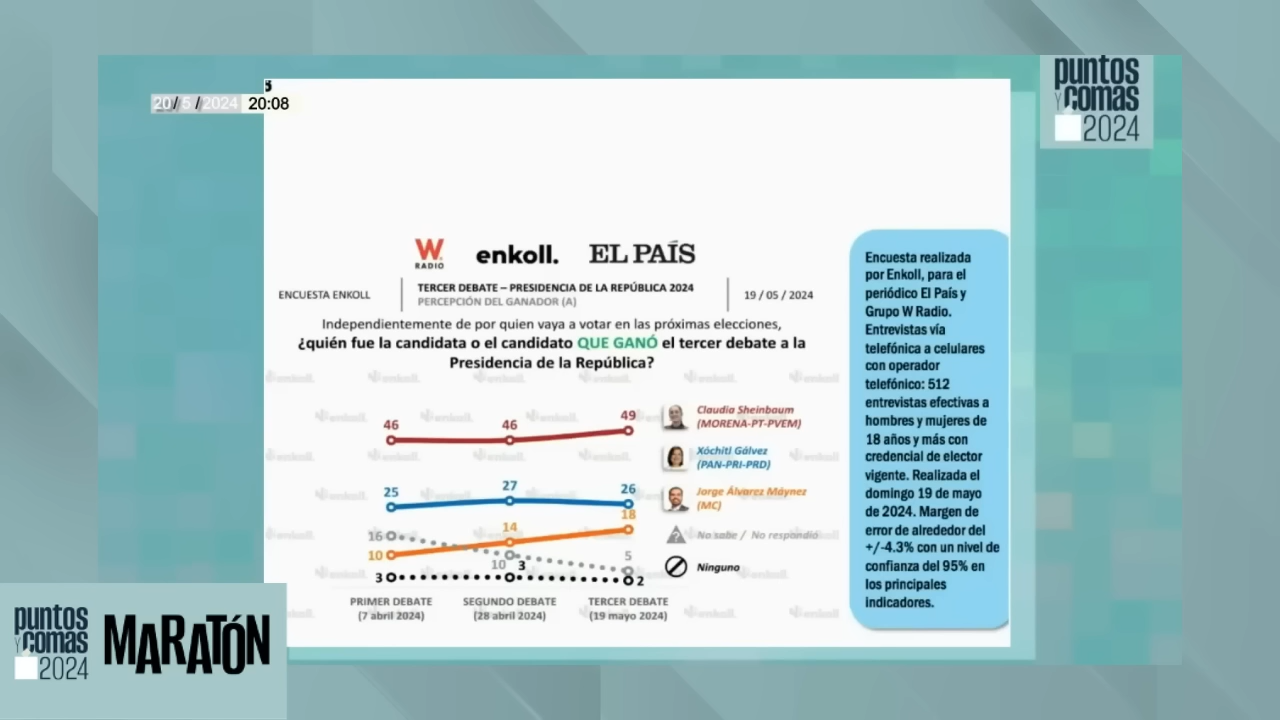 20/ 5 /2024 20:08
puntos
y comas
2024
W
RADIO
enkoll.
EL PAÍS
ENCUESTA ENKOLL
TERCER DEBATE – PRESIDENCIA DE LA REPÚBLICA 2024
PERCEPCIÓN DEL GANADOR (A)
19 / 05 / 2024
Independientemente de por quien vaya a votar en las próximas elecciones,
¿quién fue la candidata o el candidato QUE GANÓ el tercer debate a la
Presidencia de la República?
46 46 49
25 27 26
16 10 5
10 14 18
3 3 2
Claudia Sheinbaum
(MORENA-PT-PVEM)
Xóchitl Gálvez
(PAN-PRI-PRD)
Jorge Álvarez Máynez
(MC)
No sabe / No respondió
Ninguno
PRIMER DEBATE
(7 abril 2024)
SEGUNDO DEBATE
(28 abril 2024)
TERCER DEBATE
(19 mayo 2024)
Encuesta realizada
por Enkoll, para el
periódico El País y
Grupo W Radio.
Entrevistas vía
telefónica a celulares
con operador
telefónico: 512
entrevistas efectivas a
hombres y mujeres de
18 años y más con
credencial de elector
vigente. Realizada el
domingo 19 de mayo
de 2024. Margen de
error de alrededor del
+/-4.3% con un nivel de
confianza del 95% en
los principales
indicadores.
puntos
y comas
2024
MARATÓN